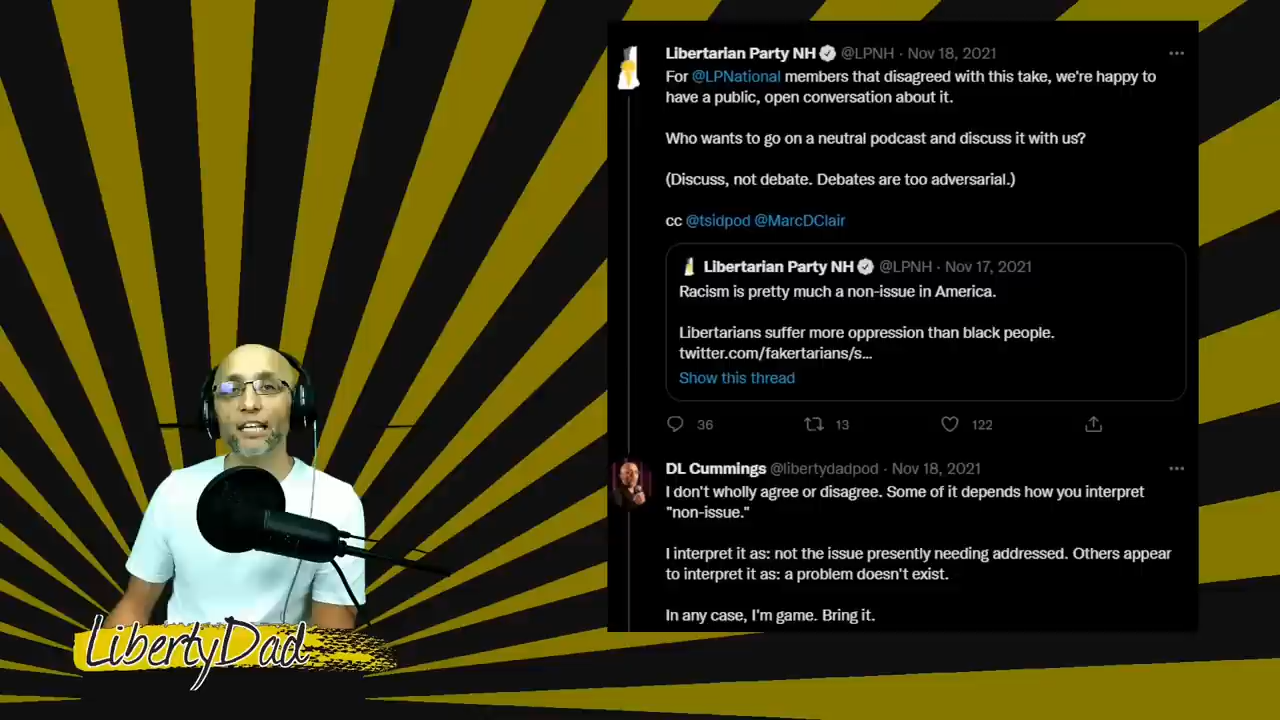 Libertarian Party NH @LPNH · Nov 18, 2021
For @LPNational members that disagreed with this take, we're happy to
have a public, open conversation about it.
Who wants to go on a neutral podcast and discuss it with us?
(Discuss, not debate. Debates are too adversarial.)
cc @tsidpod @MarcDClair
Libertarian Party NH @LPNH · Nov 17, 2021
Racism is pretty much a non-issue in America.
Libertarians suffer more oppression than black people.
twitter.com/fakertarians/s...
Show this thread
36 13 122
DL Cummings @libertydadpod · Nov 18, 2021
I don't wholly agree or disagree. Some of it depends how you interpret
"non-issue."
I interpret it as: not the issue presently needing addressed. Others appear
to interpret it as: a problem doesn't exist.
In any case, I'm game. Bring it.
LibertyDad